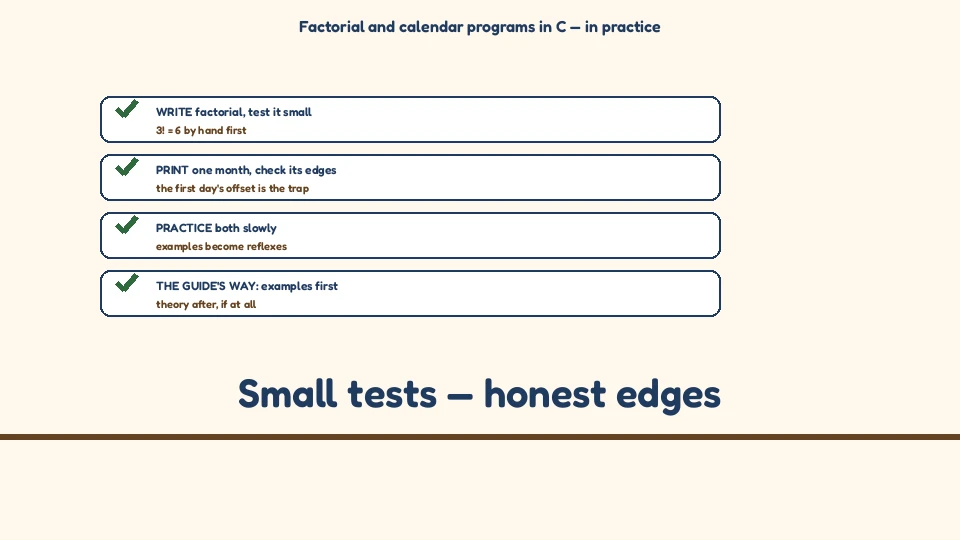 Factorial and calendar programs in C — in practice
WRITE factorial, test it small
3! = 6 by hand first
PRINT one month, check its edges
the first day's offset is the trap
PRACTICE both slowly
examples become reflexes
THE GUIDE'S WAY: examples first
theory after, if at all
Small tests — honest edges